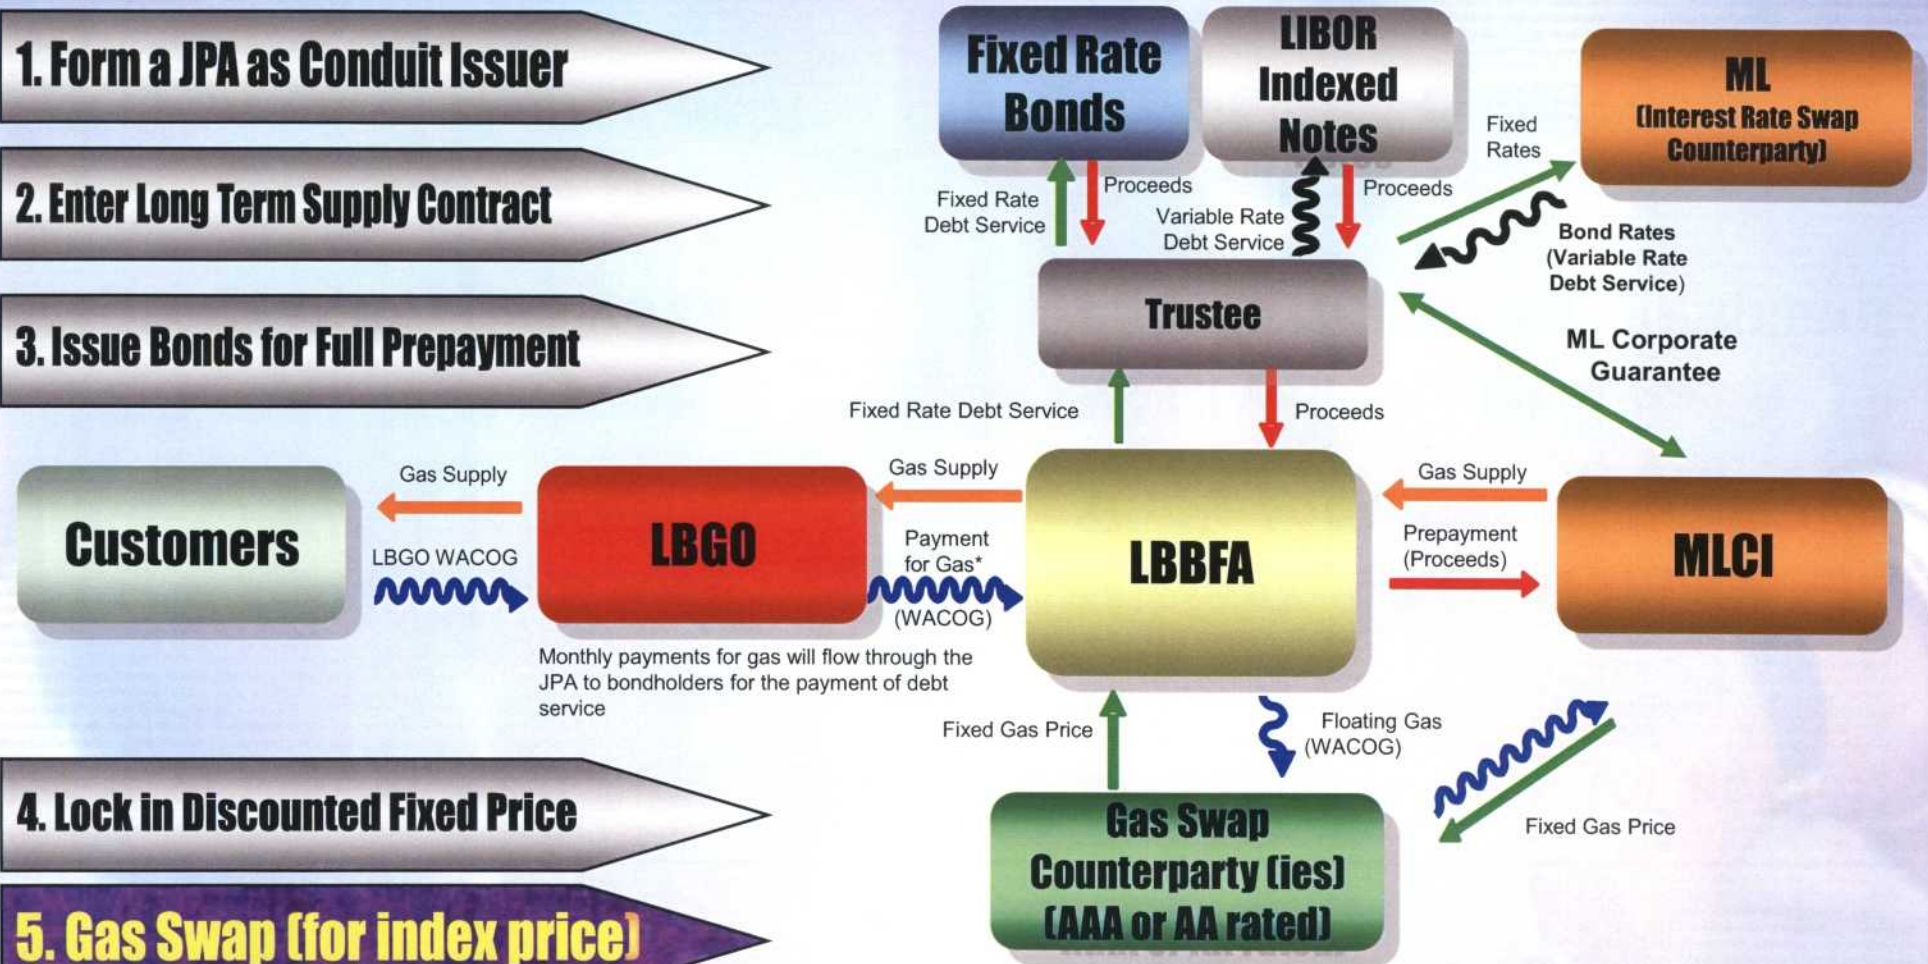 1. Form a JPA as Conduit Issuer
2. Enter Long Term Supply Contract
3. Issue Bonds for Full Prepayment
Fixed Rate
Bonds
LIBOR
Indexed
Notes
ML
(Interest Rate Swap
Counterparty)
Fixed
Rates
Fixed Rate
Debt Service
Proceeds
Variable Rate
Debt Service
Proceeds
Bond Rates
(Variable Rate
Debt Service)
Trustee
ML Corporate
Guarantee
Fixed Rate Debt Service
Proceeds
Customers
Gas Supply
LBGO WACOG
LBGO
Gas Supply
Payment
for Gas*
(WACOG)
LBBFA
Gas Supply
Prepayment
(Proceeds)
MLCI
Monthly payments for gas will flow through the
JPA to bondholders for the payment of debt
service
Fixed Gas Price
Floating Gas
(WACOG)
Fixed Gas Price
Gas Swap
Counterparty (ies)
(AAA or AA rated)
4. Lock in Discounted Fixed Price
5. Gas Swap (for index price)